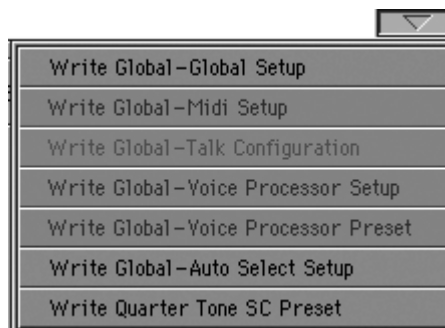 Write Global-Global Setup
Write Global-Midi Setup
Write Global-Talk Configuration
Write Global-Voice Processor Setup
Write Global-Voice Processor Preset
Write Global-Auto Select Setup
Write Quarter Tone SC Preset